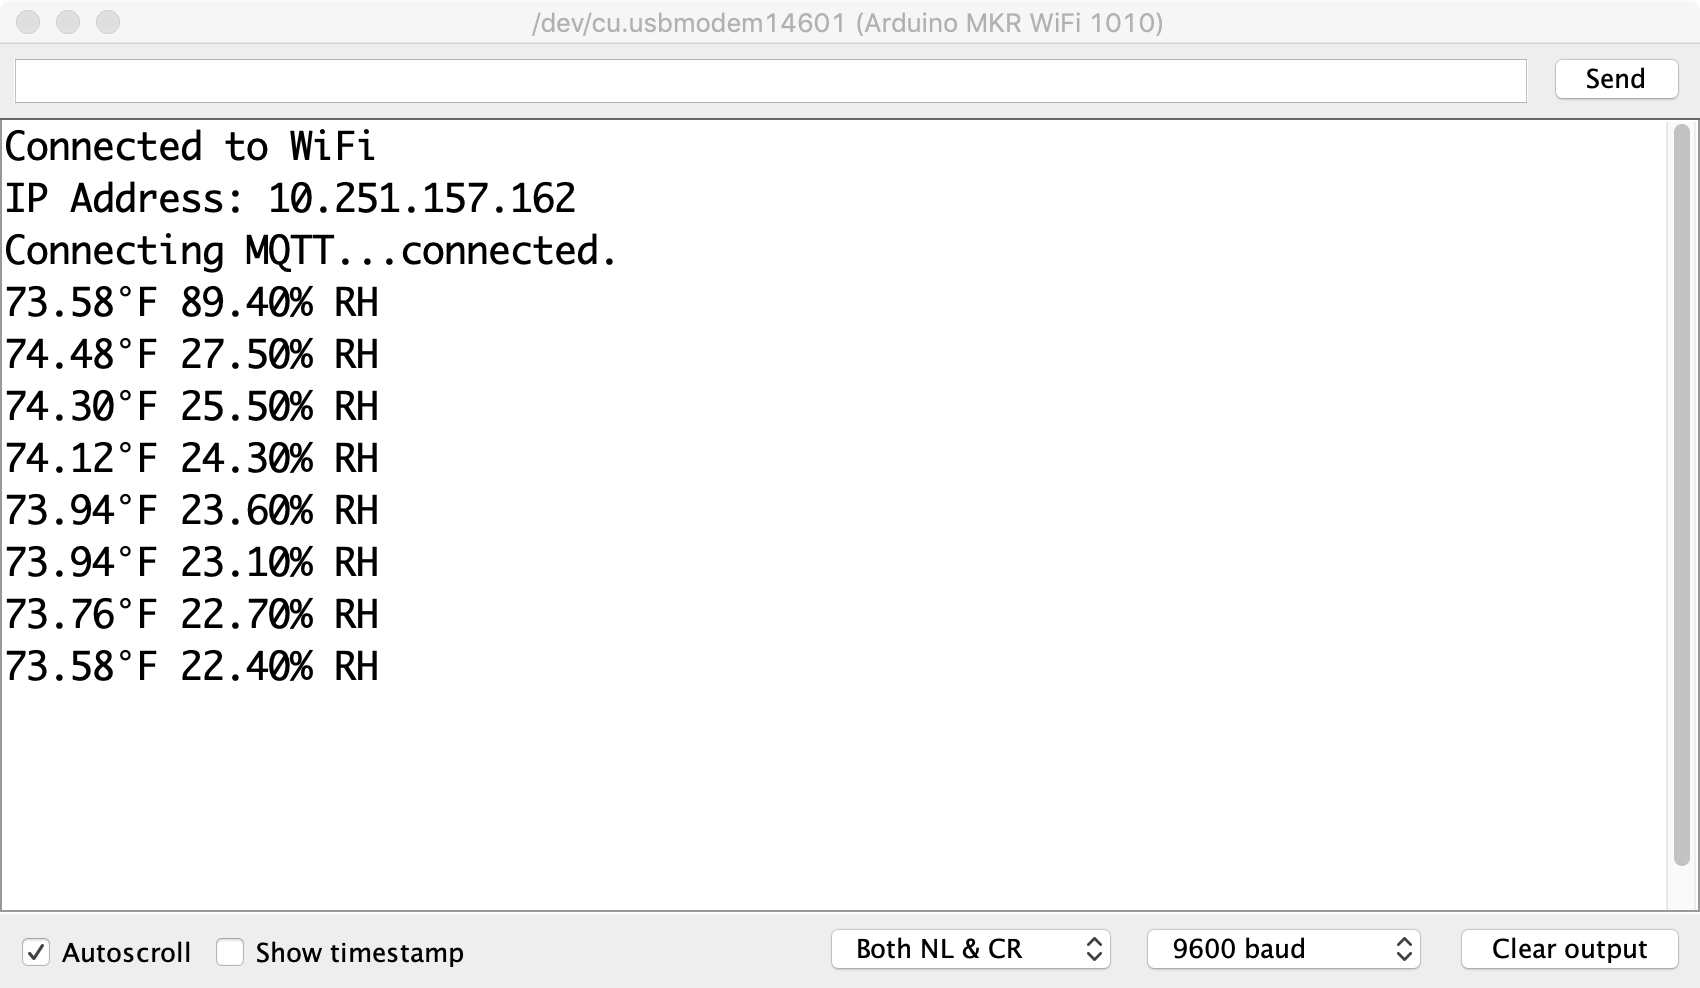 /dev/cu.usbmodem14601 (Arduino MKR WiFi 1010)
Send
Connected to WiFi
IP Address: 10.251.157.162
Connecting MQTT...connected.
73.58°F 89.40% RH
74.48°F 27.50% RH
74.30°F 25.50% RH
74.12°F 24.30% RH
73.94°F 23.60% RH
73.94°F 23.10% RH
73.76°F 22.70% RH
73.58°F 22.40% RH
Autoscroll Show timestamp Both NL & CR 9600 baud Clear output